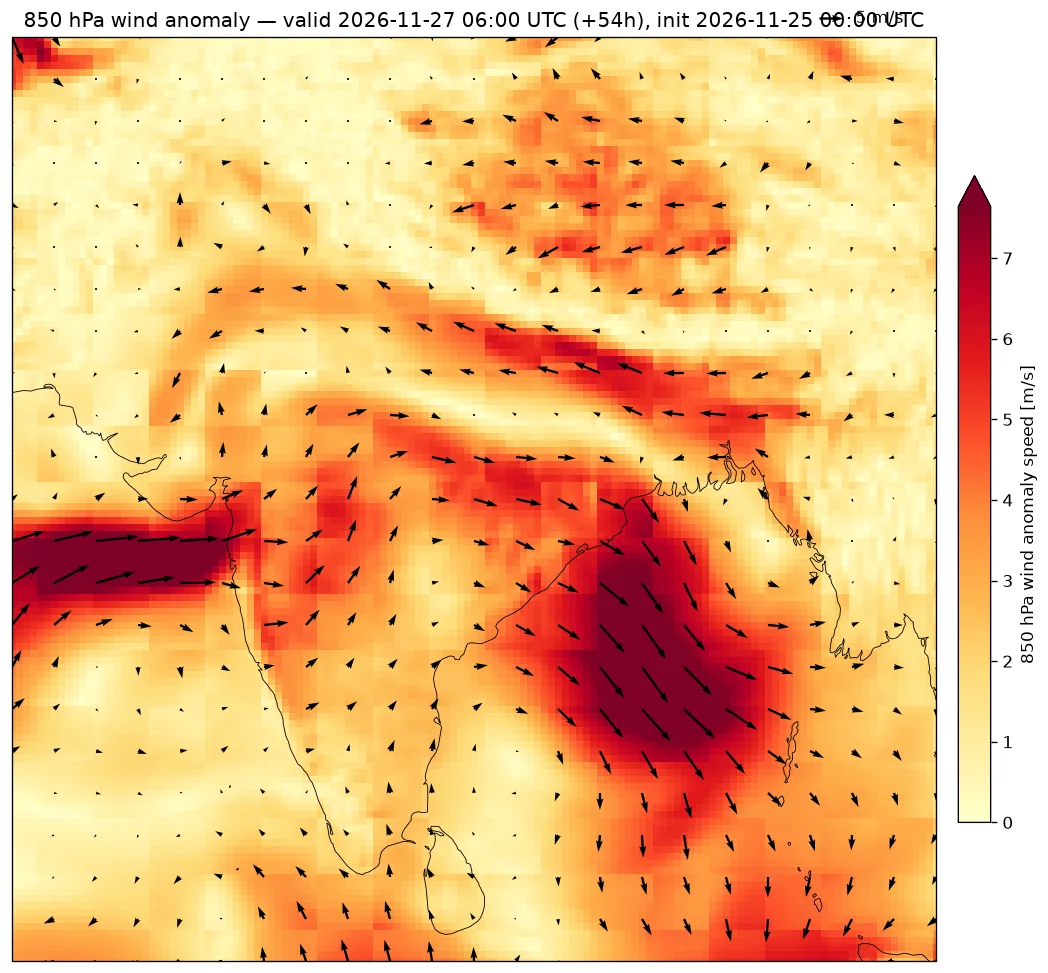 850 hPa wind anomaly — valid 2026-11-27 06:00 UTC (+54h), init 2026-11-25 00:00 UTC
5 m/s
7
6
5
4
3
2
1
0
850 hPa wind anomaly speed [m/s]